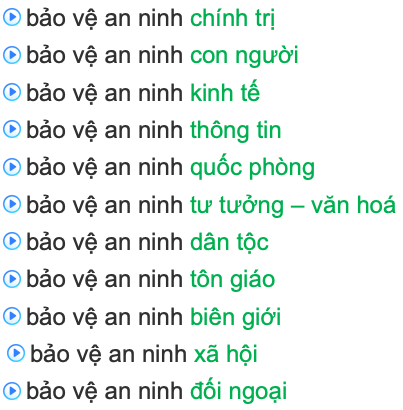 bảo vệ an ninh chính trị
bảo vệ an ninh con người
bảo vệ an ninh kinh tế
bảo vệ an ninh thông tin
bảo vệ an ninh quốc phòng
bảo vệ an ninh tư tưởng – văn hoá
bảo vệ an ninh dân tộc
bảo vệ an ninh tôn giáo
bảo vệ an ninh biên giới
bảo vệ an ninh xã hội
bảo vệ an ninh đối ngoại